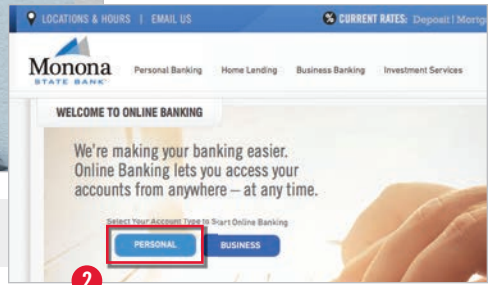 LOCATIONS & HOURS | EMAIL US
CURRENT RATES: Deposit | Mortg
Monona
STATE BANK
Personal Banking Home Lending Business Banking Investment Services
WELCOME TO ONLINE BANKING
We're making your banking easier.
Online Banking lets you access your
accounts from anywhere – at any time.
Select Your Account Type to Start Online Banking
PERSONAL BUSINESS
2